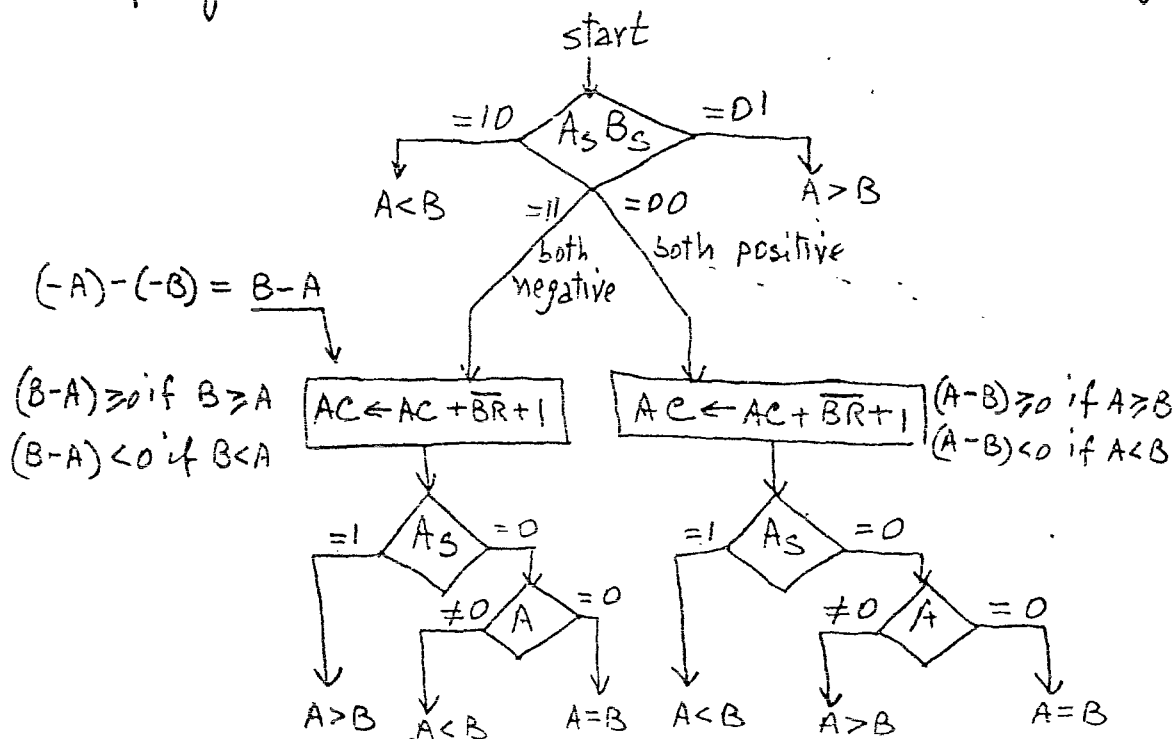 start
=10 AₛBₛ =01
A<B =11 =00 A>B
both negative both positive
(-A)-(-B) = B-A
(B-A) ≥0 if B ≥ A AC ← AC + B̅R̅ + 1 AC ← AC + B̅R̅ + 1 (A-B) ≥0 if A ≥ B
(B-A) <0 if B<A (A-B) <0 if A<B
=1 Aₛ =0 =1 Aₛ =0
≠0 A =0 ≠0 A =0
A>B A<B A=B A<B A>B A=B